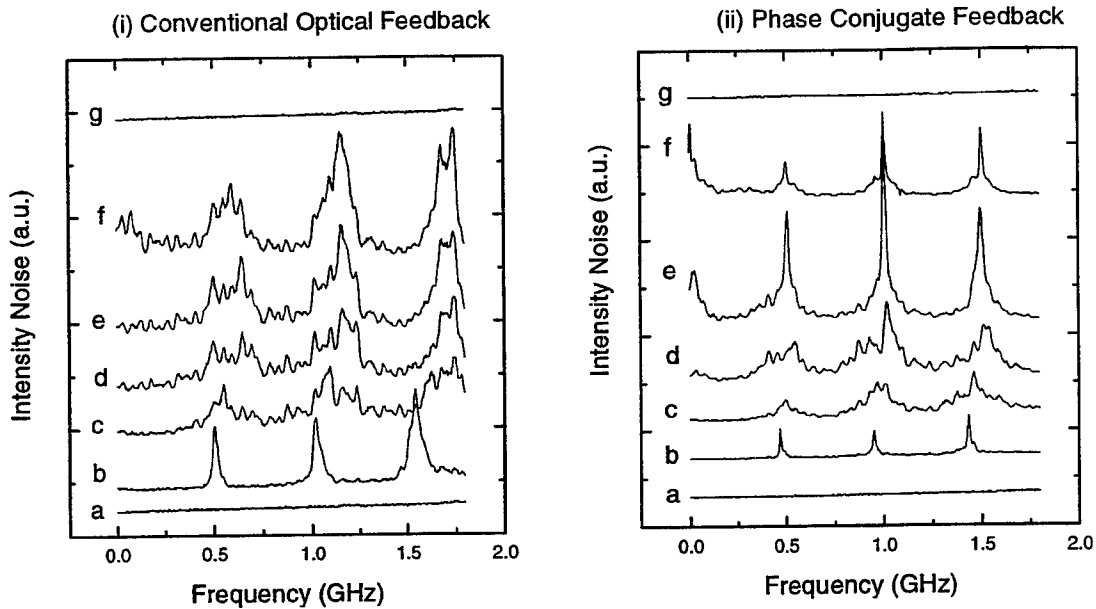 (i) Conventional Optical Feedback
Intensity Noise (a.u.)
g
f
e
d
c
b
a
0.0 0.5 1.0 1.5 2.0
Frequency (GHz)
(ii) Phase Conjugate Feedback
Intensity Noise (a.u.)
g
f
e
d
c
b
a
0.0 0.5 1.0 1.5 2.0
Frequency (GHz)